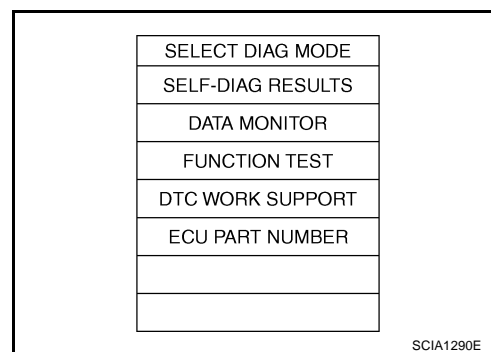 SELECT DIAG MODE
SELF-DIAG RESULTS
DATA MONITOR
FUNCTION TEST
DTC WORK SUPPORT
ECU PART NUMBER
SCIA1290E